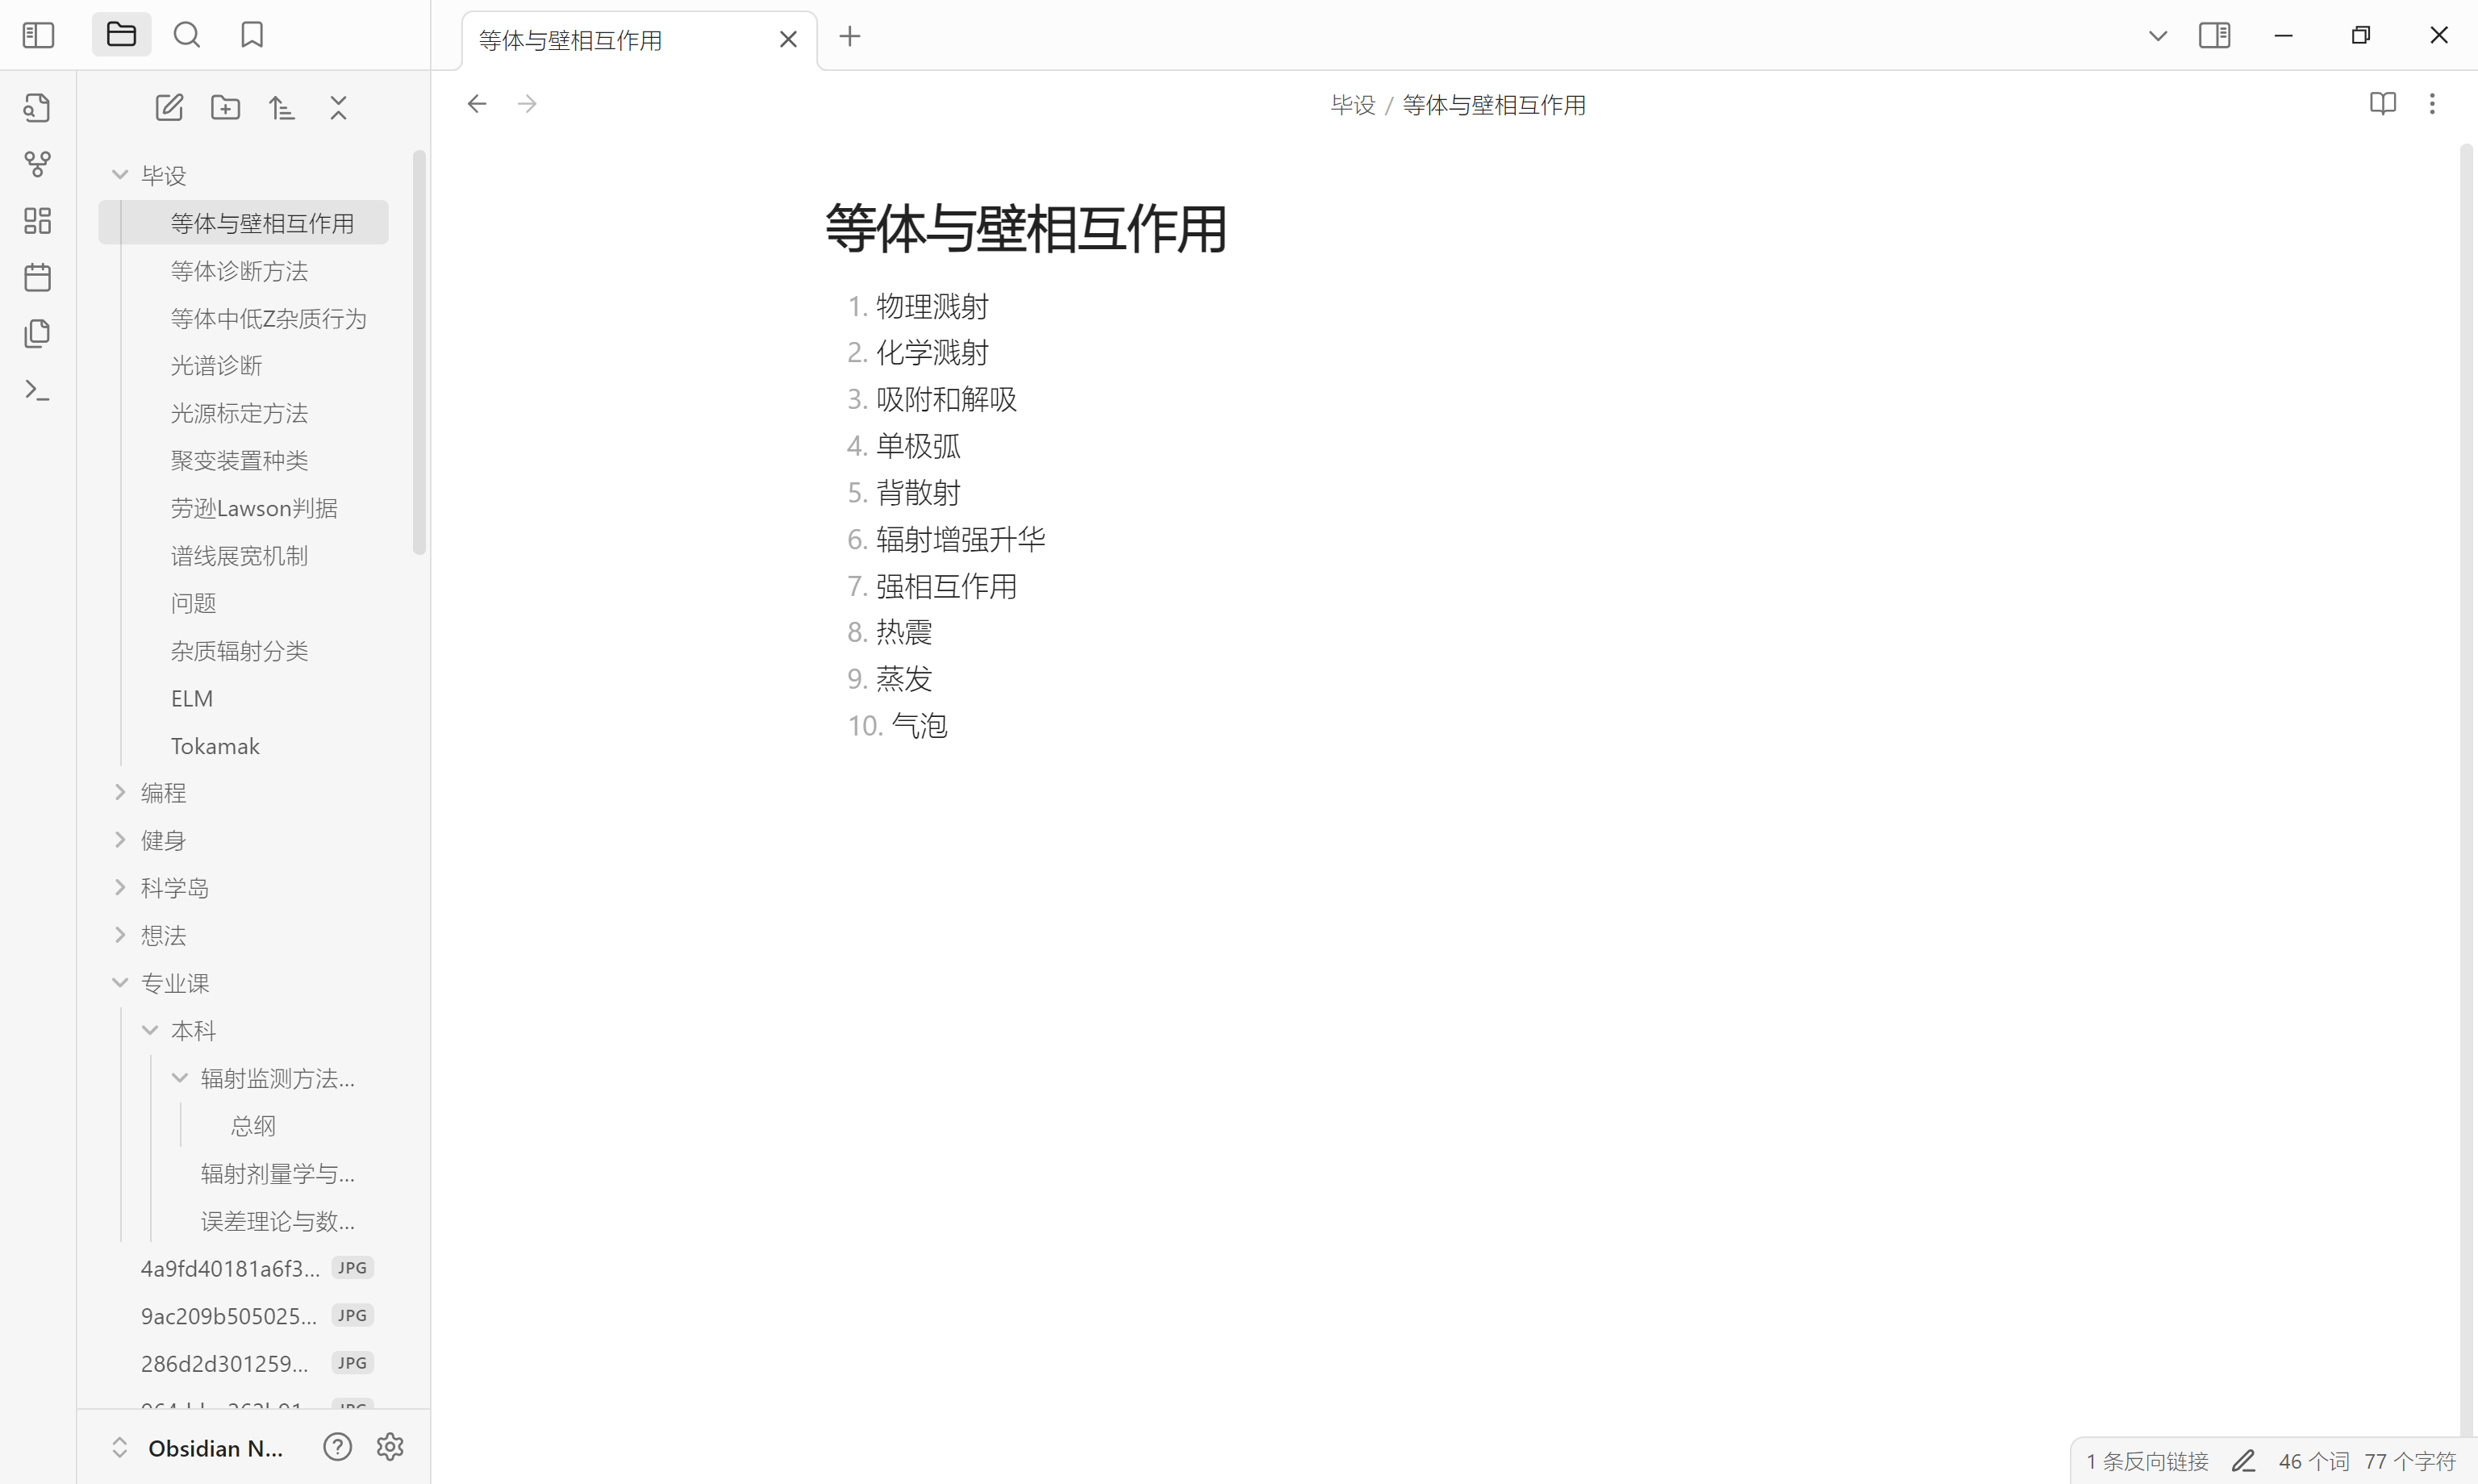 等体与壁相互作用
毕设 / 等体与壁相互作用
毕设
等体与壁相互作用
等体诊断方法
等体中低Z杂质行为
光谱诊断
光源标定方法
聚变装置种类
劳逊Lawson判据
谱线展宽机制
问题
杂质辐射分类
ELM
Tokamak
编程
健身
科学岛
想法
专业课
本科
辐射监测方法...
总纲
辐射剂量学与...
误差理论与数...
4a9fd40181a6f3... JPG
9ac209b505025... JPG
286d2d301259... JPG
Obsidian N...
等体与壁相互作用
1. 物理溅射
2. 化学溅射
3. 吸附和解吸
4. 单极弧
5. 背散射
6. 辐射增强升华
7. 强相互作用
8. 热震
9. 蒸发
10. 气泡
1 条反向链接 46 个词 77 个字符